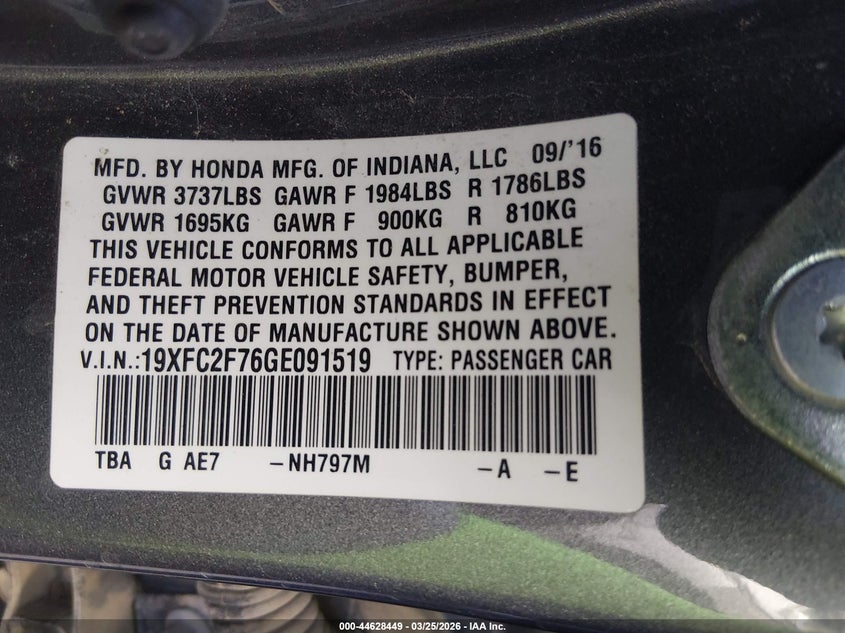 MFD. BY HONDA MFG. OF INDIANA, LLC 09/'16
GVWR 3737LBS GAWR F 1984LBS R 1786LBS
GVWR 1695KG GAWR F 900KG R 810KG
THIS VEHICLE CONFORMS TO ALL APPLICABLE
FEDERAL MOTOR VEHICLE SAFETY, BUMPER,
AND THEFT PREVENTION STANDARDS IN EFFECT
ON THE DATE OF MANUFACTURE SHOWN ABOVE.
V.I.N.:19XFC2F76GE091519 TYPE: PASSENGER CAR
TBA G AE7 -NH797M -A -E
000-44628449 - 03/25/2026 - IAA Inc.